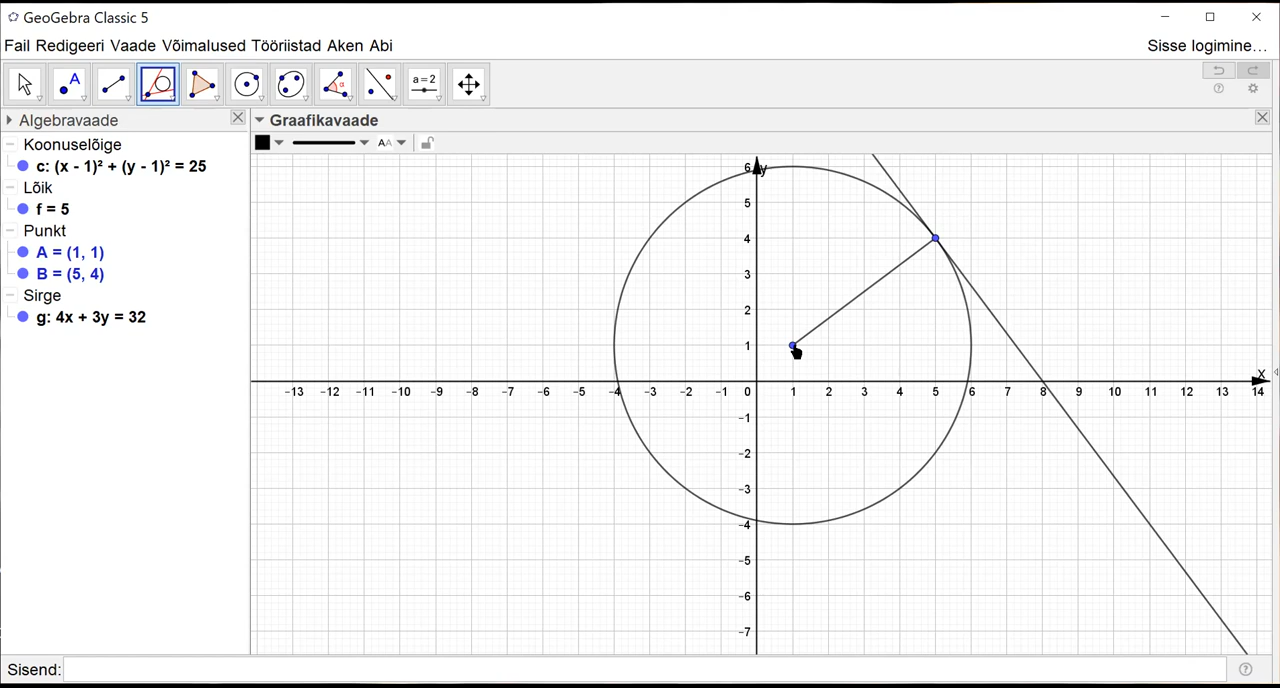 GeoGebra Classic 5
Fail Redigeeri Vaade Võimalused Tööriistad Aken Abi
Sisse logimine...
A
α
a = 2
Algebravaade
Graafikavaade
Koonuselõige
c: (x - 1)² + (y - 1)² = 25
Lõik
f = 5
Punkt
A = (1, 1)
B = (5, 4)
Sirge
g: 4x + 3y = 32
AA
y
6
5
4
3
2
1
x
-13 -12 -11 -10 -9 -8 -7 -6 -5 -4 -3 -2 -1 0 1 2 3 4 5 6 7 8 9 10 11 12 13 14
-1
-2
-3
-4
-5
-6
-7
Sisend: